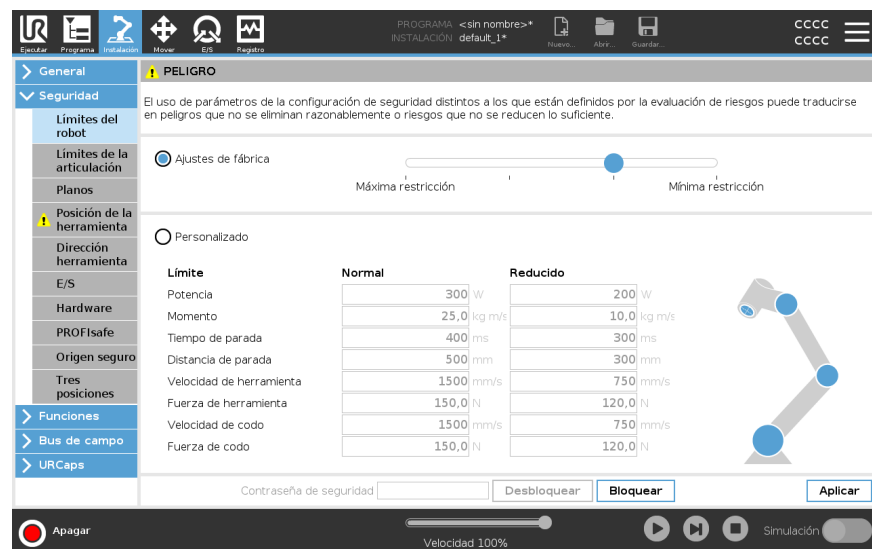 PROGRAMA <sin nombre>*
INSTALACIÓN default_1*
Ejecutar
Programa
Instalación
Mover
E/S
Registro
Nuevo...
Abrir...
Guardar...
CCCC
CCCC
General
Seguridad
Límites del
robot
Límites de la
articulación
Planos
Posición de la
herramienta
Dirección
herramienta
E/S
Hardware
PROFIsafe
Origen seguro
Tres
posiciones
Funciones
Bus de campo
URCaps
PELIGRO
El uso de parámetros de la configuración de seguridad distintos a los que están definidos por la evaluación de riesgos puede traducirse
en peligros que no se eliminan razonablemente o riesgos que no se reducen lo suficiente.
Ajustes de fábrica
Máxima restricción
Mínima restricción
Personalizado
Límite Normal Reducido
Potencia 300 W 200 W
Momento 25,0 kg m/s 10,0 kg m/s
Tiempo de parada 400 ms 300 ms
Distancia de parada 500 mm 300 mm
Velocidad de herramienta 1500 mm/s 750 mm/s
Fuerza de herramienta 150,0 N 120,0 N
Velocidad de codo 1500 mm/s 750 mm/s
Fuerza de codo 150,0 N 120,0 N
Contraseña de seguridad Desbloquear Bloquear Aplicar
Apagar
Velocidad 100%
Simulación